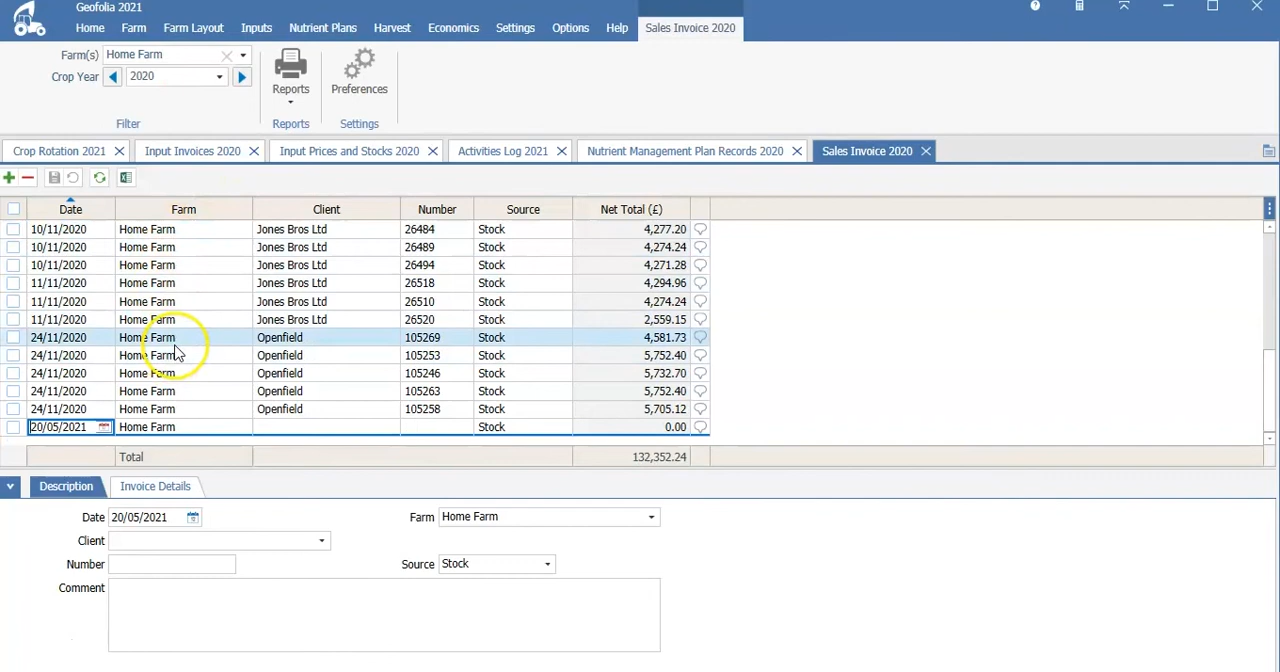 Geofolia 2021
Home Farm Farm Layout Inputs Nutrient Plans Harvest Economics Settings Options Help Sales Invoice 2020
Farm(s) Home Farm
Crop Year 2020
Reports Preferences
Filter Reports Settings
Crop Rotation 2021 Input Invoices 2020 Input Prices and Stocks 2020 Activities Log 2021 Nutrient Management Plan Records 2020 Sales Invoice 2020
Date Farm Client Number Source Net Total (£)
10/11/2020 Home Farm Jones Bros Ltd 26484 Stock 4,277.20
10/11/2020 Home Farm Jones Bros Ltd 26489 Stock 4,274.24
10/11/2020 Home Farm Jones Bros Ltd 26494 Stock 4,271.28
11/11/2020 Home Farm Jones Bros Ltd 26518 Stock 4,294.96
11/11/2020 Home Farm Jones Bros Ltd 26510 Stock 4,274.24
11/11/2020 Home Farm Jones Bros Ltd 26520 Stock 2,559.15
24/11/2020 Home Farm Openfield 105269 Stock 4,581.73
24/11/2020 Home Farm Openfield 105253 Stock 5,752.40
24/11/2020 Home Farm Openfield 105246 Stock 5,732.70
24/11/2020 Home Farm Openfield 105263 Stock 5,752.40
24/11/2020 Home Farm Openfield 105258 Stock 5,705.12
20/05/2021 Home Farm Stock 0.00
Total 132,352.24
Description Invoice Details
Date 20/05/2021 Farm Home Farm
Client
Number Source Stock
Comment